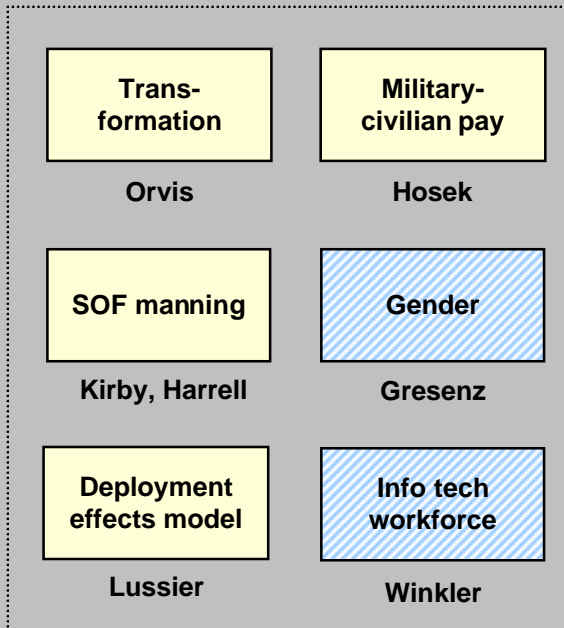 Trans-
formation
Military-
civilian pay
Orvis
Hosek
SOF manning
Gender
Kirby, Harrell
Gresenz
Deployment
effects model
Info tech
workforce
Lussier
Winkler